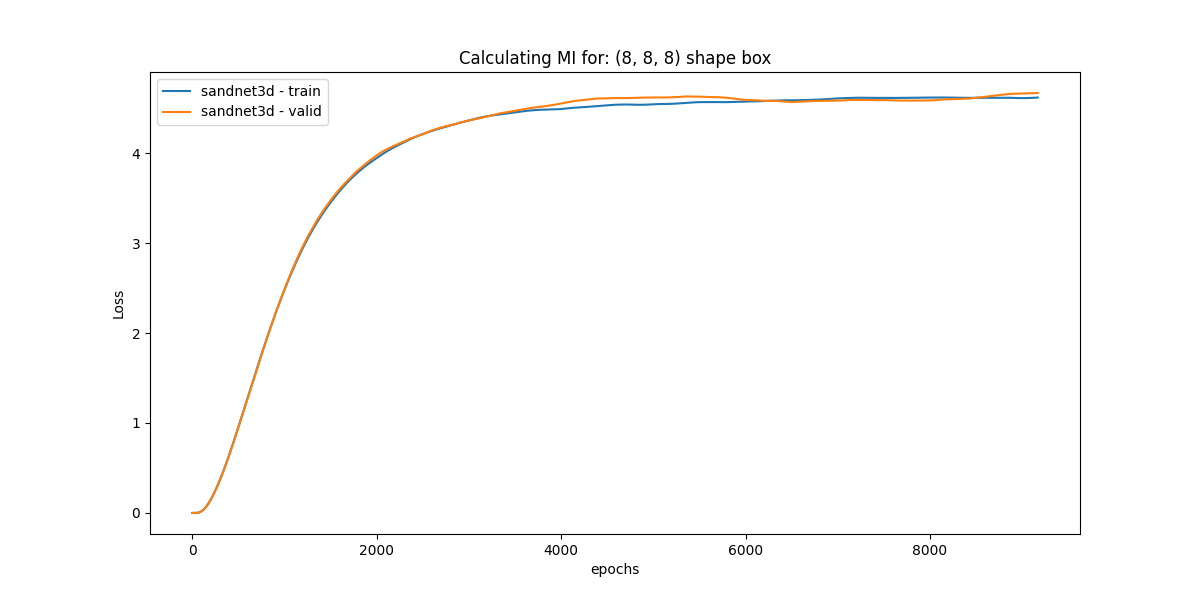 Calculating MI for: (8, 8, 8) shape box
sandnet3d - train
sandnet3d - valid
Loss
4
3
2
1
0
0 2000 4000 6000 8000
epochs